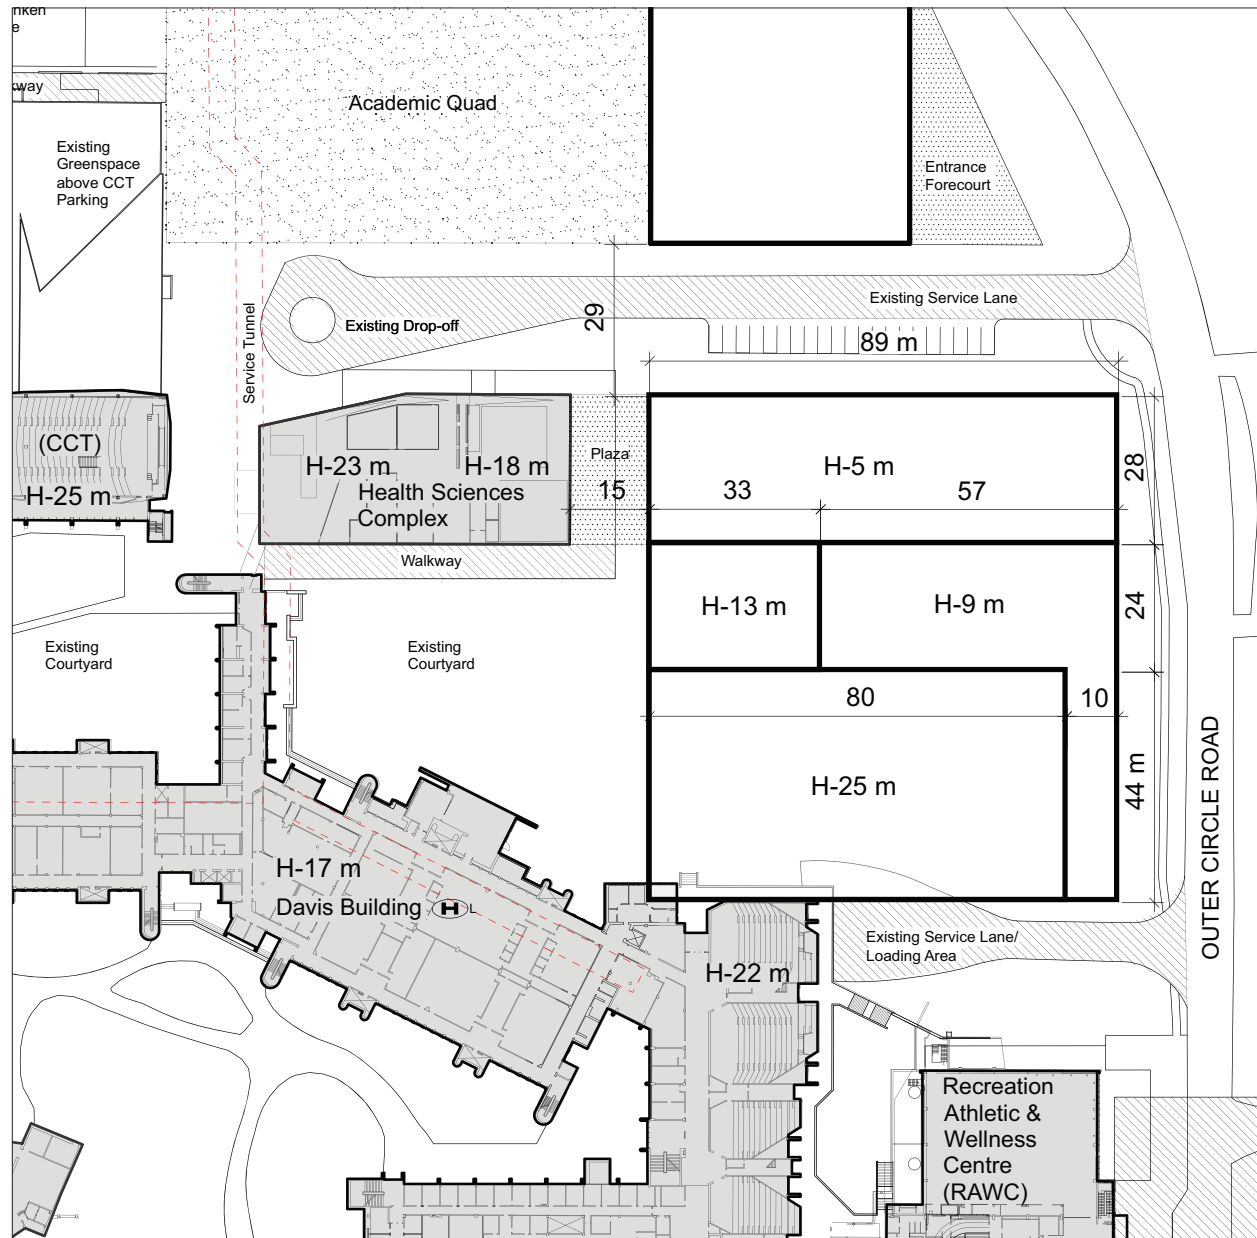 Academic Quad
Existing
Greenspace
above CCT
Parking
Entrance
Forecourt
Existing Service Lane
Existing Drop-off
Service Tunnel
29
89 m
(CCT)
H-25 m
H-23 m
H-18 m
Health Sciences
Complex
Plaza
15
H-5 m
33
57
28
Walkway
H-13 m
H-9 m
24
Existing
Courtyard
Existing
Courtyard
80
10
H-25 m
44 m
OUTER CIRCLE ROAD
H-17 m
Davis Building
H
L
H-22 m
Existing Service Lane/
Loading Area
Recreation
Athletic &
Wellness
Centre
(RAWC)